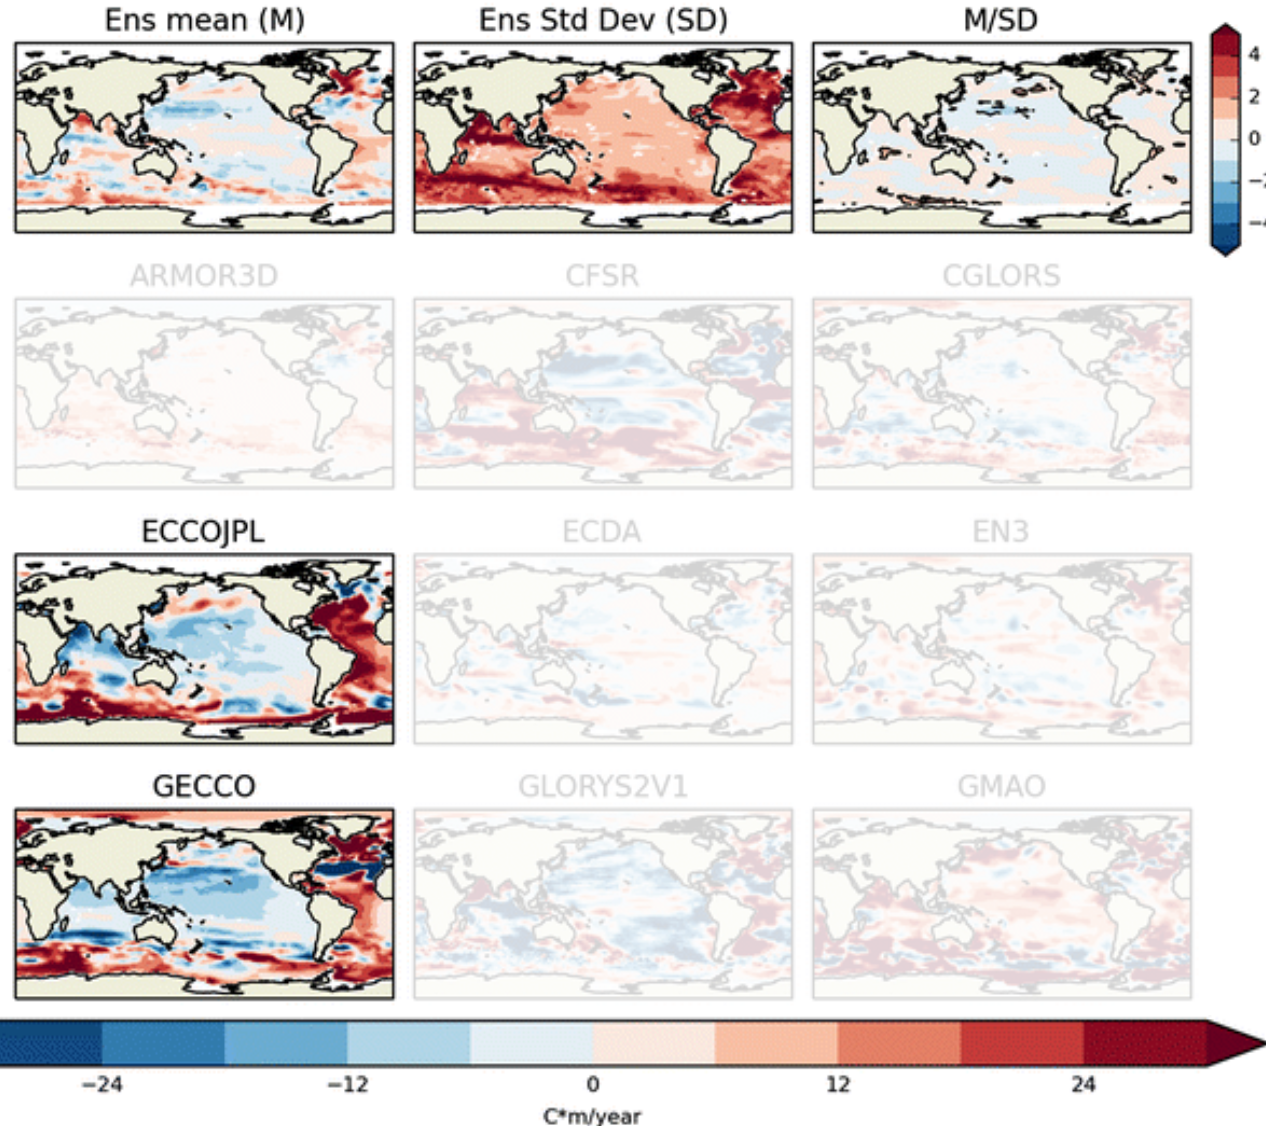 Ens mean (M) Ens Std Dev (SD) M/SD
4
2
0
ARMOR3D CFSR CGLORS
ECCOJPL ECDA EN3
GECCO GLORYS2V1 GMAO
−24 −12 0 12 24
C*m/year